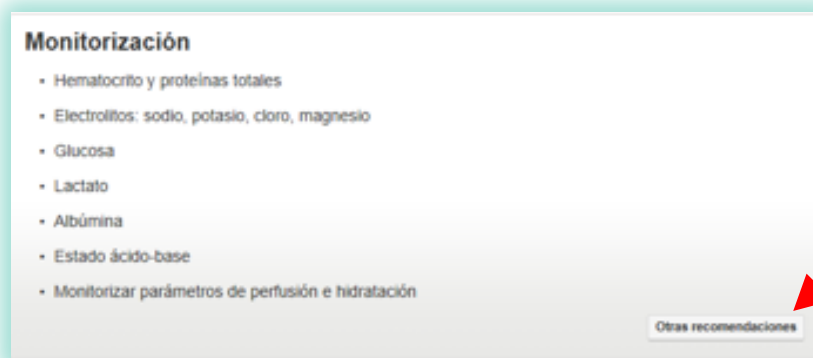 Monitorización
• Hematocrito y proteínas totales
• Electrolitos: sodio, potasio, cloro, magnesio
• Glucosa
• Lactato
• Albúmina
• Estado ácido-base
• Monitorizar parámetros de perfusión e hidratación
Otras recomendaciones